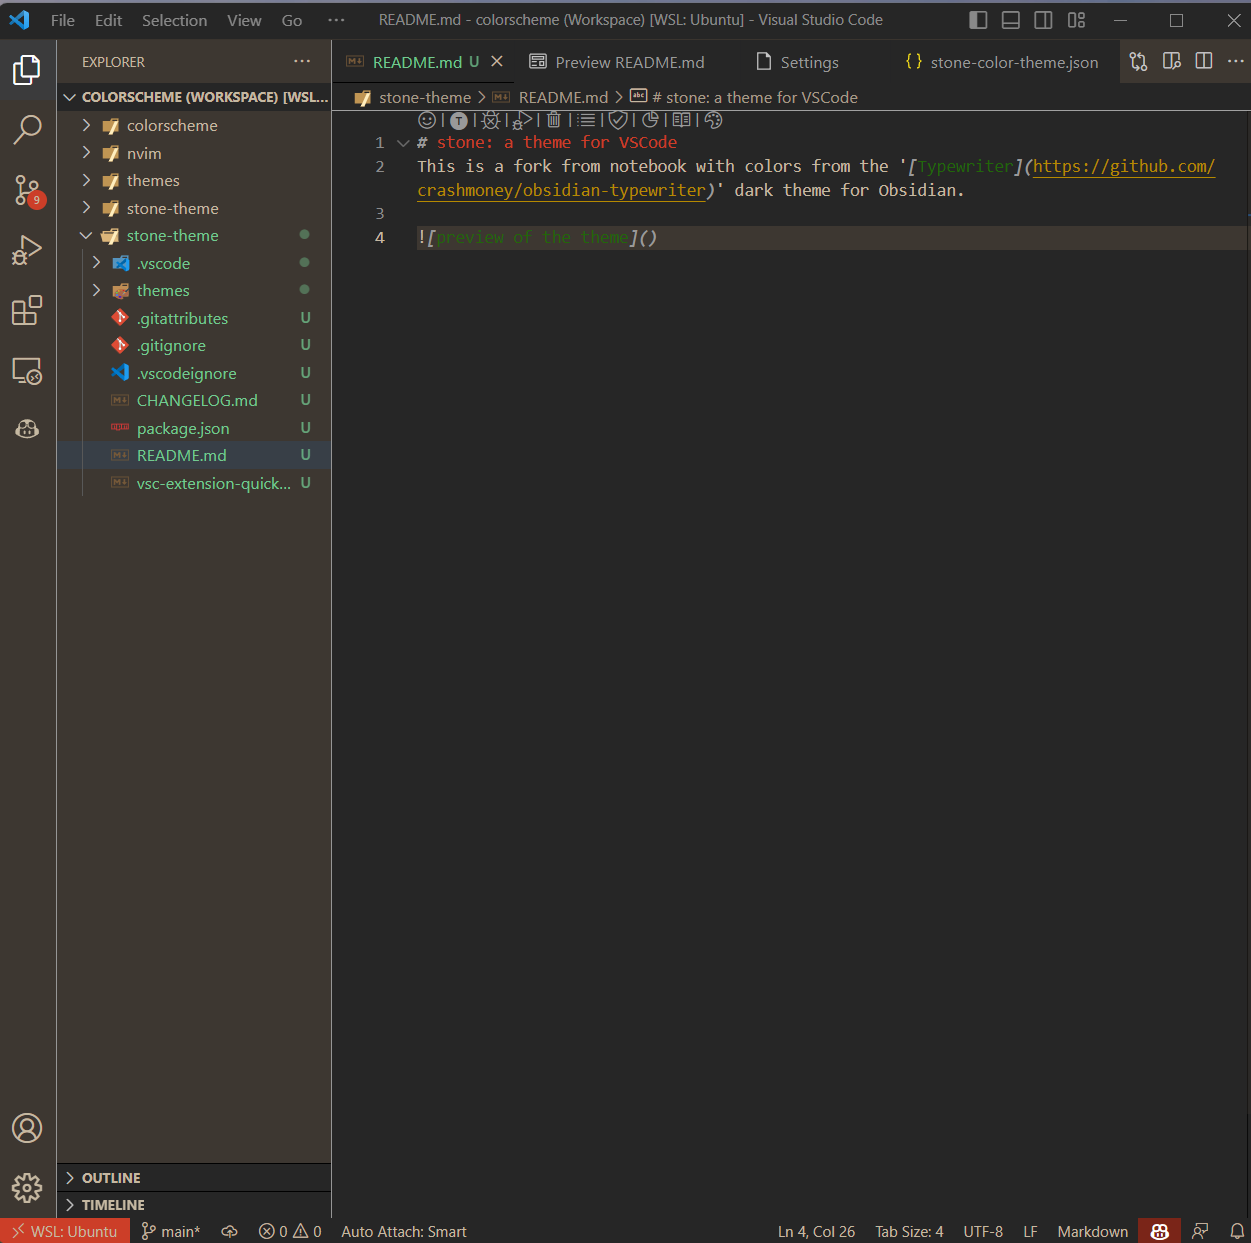 File Edit Selection View Go ··· README.md - colorscheme (Workspace) [WSL: Ubuntu] - Visual Studio Code
EXPLORER ···
README.md U
Preview README.md
Settings
{} stone-color-theme.json
···
COLORSCHEME (WORKSPACE) [WSL...
stone-theme > README.md > # stone: a theme for VSCode
colorscheme
nvim
themes
stone-theme
stone-theme
.vscode
themes
.gitattributes U
.gitignore U
.vscodeignore U
CHANGELOG.md U
package.json U
README.md U
vsc-extension-quick... U
9
1 # stone: a theme for VSCode
2 This is a fork from notebook with colors from the '[Typewriter](https://github.com/
crashmoney/obsidian-typewriter)' dark theme for Obsidian.
3
4 ![preview of the theme]()
OUTLINE
TIMELINE
WSL: Ubuntu main* 0 0 Auto Attach: Smart Ln 4, Col 26 Tab Size: 4 UTF-8 LF Markdown